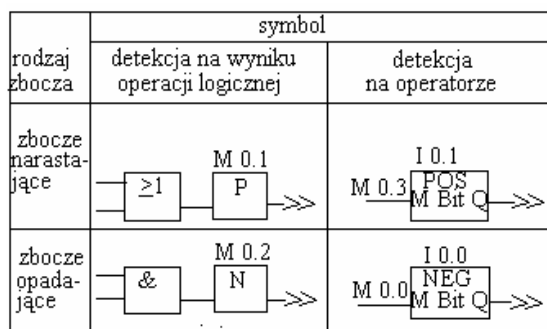 symbol
rodzaj
zbocza
detekcja na wyniku
operacji logicznej
detekcja
na operatorze
zbocze
narasta-
jące
≥1
M 0.1
P
I 0.1
M 0.3
POS
M Bit Q
zbocze
opada-
jące
&
M 0.2
N
I 0.0
M 0.0
NEG
M Bit Q